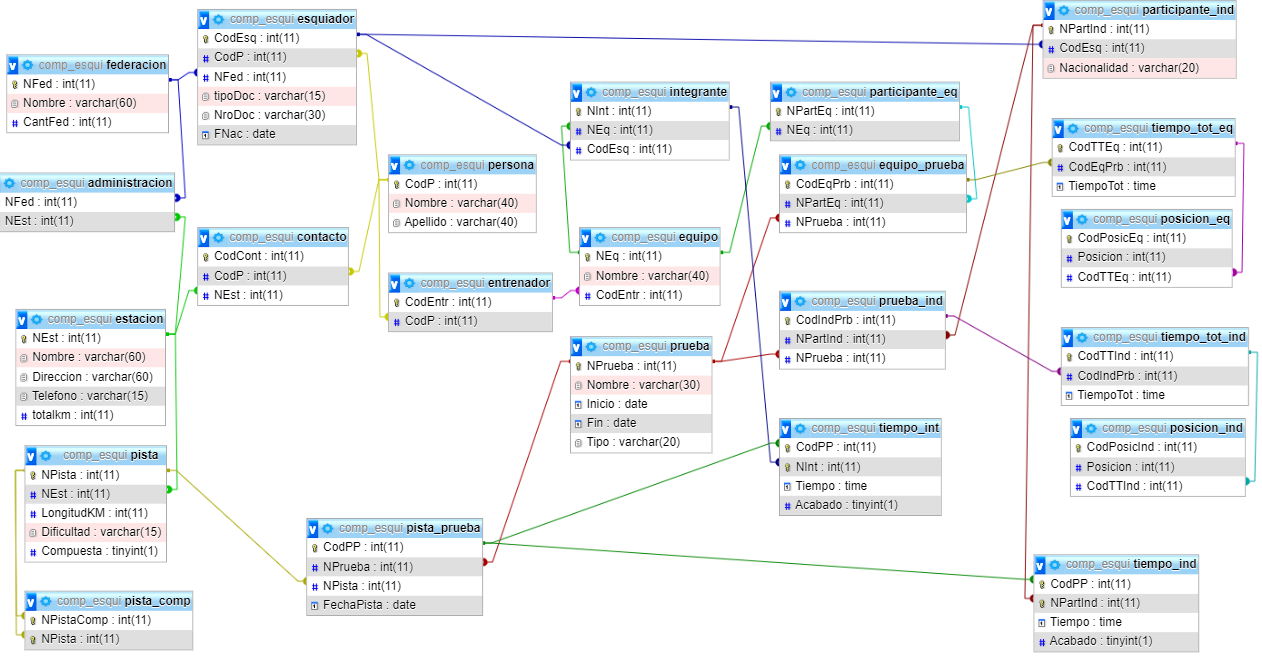 comp_esqui federacion
NFed : int(11)
Nombre : varchar(60)
CantFed : int(11)
comp_esqui administracion
NFed : int(11)
NEst : int(11)
comp_esqui estacion
NEst : int(11)
Nombre : varchar(60)
Direccion : varchar(60)
Telefono : varchar(15)
totalkm : int(11)
comp_esqui pista
NPista : int(11)
NEst : int(11)
LongitudKM : int(11)
Dificultad : varchar(15)
Compuesta : tinyint(1)
comp_esqui pista_comp
NPistaComp : int(11)
NPista : int(11)
comp_esqui esquiador
CodEsq : int(11)
CodP : int(11)
NFed : int(11)
tipoDoc : varchar(15)
NroDoc : varchar(30)
FNac : date
comp_esqui contacto
CodCont : int(11)
CodP : int(11)
NEst : int(11)
comp_esqui persona
CodP : int(11)
Nombre : varchar(40)
Apellido : varchar(40)
comp_esqui entrenador
CodEntr : int(11)
CodP : int(11)
comp_esqui pista_prueba
CodPP : int(11)
NPrueba : int(11)
NPista : int(11)
FechaPista : date
comp_esqui integrante
NInt : int(11)
NEq : int(11)
CodEsq : int(11)
comp_esqui equipo
NEq : int(11)
Nombre : varchar(40)
CodEntr : int(11)
comp_esqui prueba
NPrueba : int(11)
Nombre : varchar(30)
Inicio : date
Fin : date
Tipo : varchar(20)
comp_esqui participante_eq
NPartEq : int(11)
NEq : int(11)
comp_esqui equipo_prueba
CodEqPrb : int(11)
NPartEq : int(11)
NPrueba : int(11)
comp_esqui prueba_ind
CodIndPrb : int(11)
NPartInd : int(11)
NPrueba : int(11)
comp_esqui tiempo_int
CodPP : int(11)
NInt : int(11)
Tiempo : time
Acabado : tinyint(1)
comp_esqui participante_ind
NPartInd : int(11)
CodEsq : int(11)
Nacionalidad : varchar(20)
comp_esqui tiempo_tot_eq
CodTTEq : int(11)
CodEqPrb : int(11)
TiempoTot : time
comp_esqui posicion_eq
CodPosicEq : int(11)
Posicion : int(11)
CodTTEq : int(11)
comp_esqui tiempo_tot_ind
CodTTInd : int(11)
CodIndPrb : int(11)
TiempoTot : time
comp_esqui posicion_ind
CodPosicInd : int(11)
Posicion : int(11)
CodTTInd : int(11)
comp_esqui tiempo_ind
CodPP : int(11)
NPartInd : int(11)
Tiempo : time
Acabado : tinyint(1)